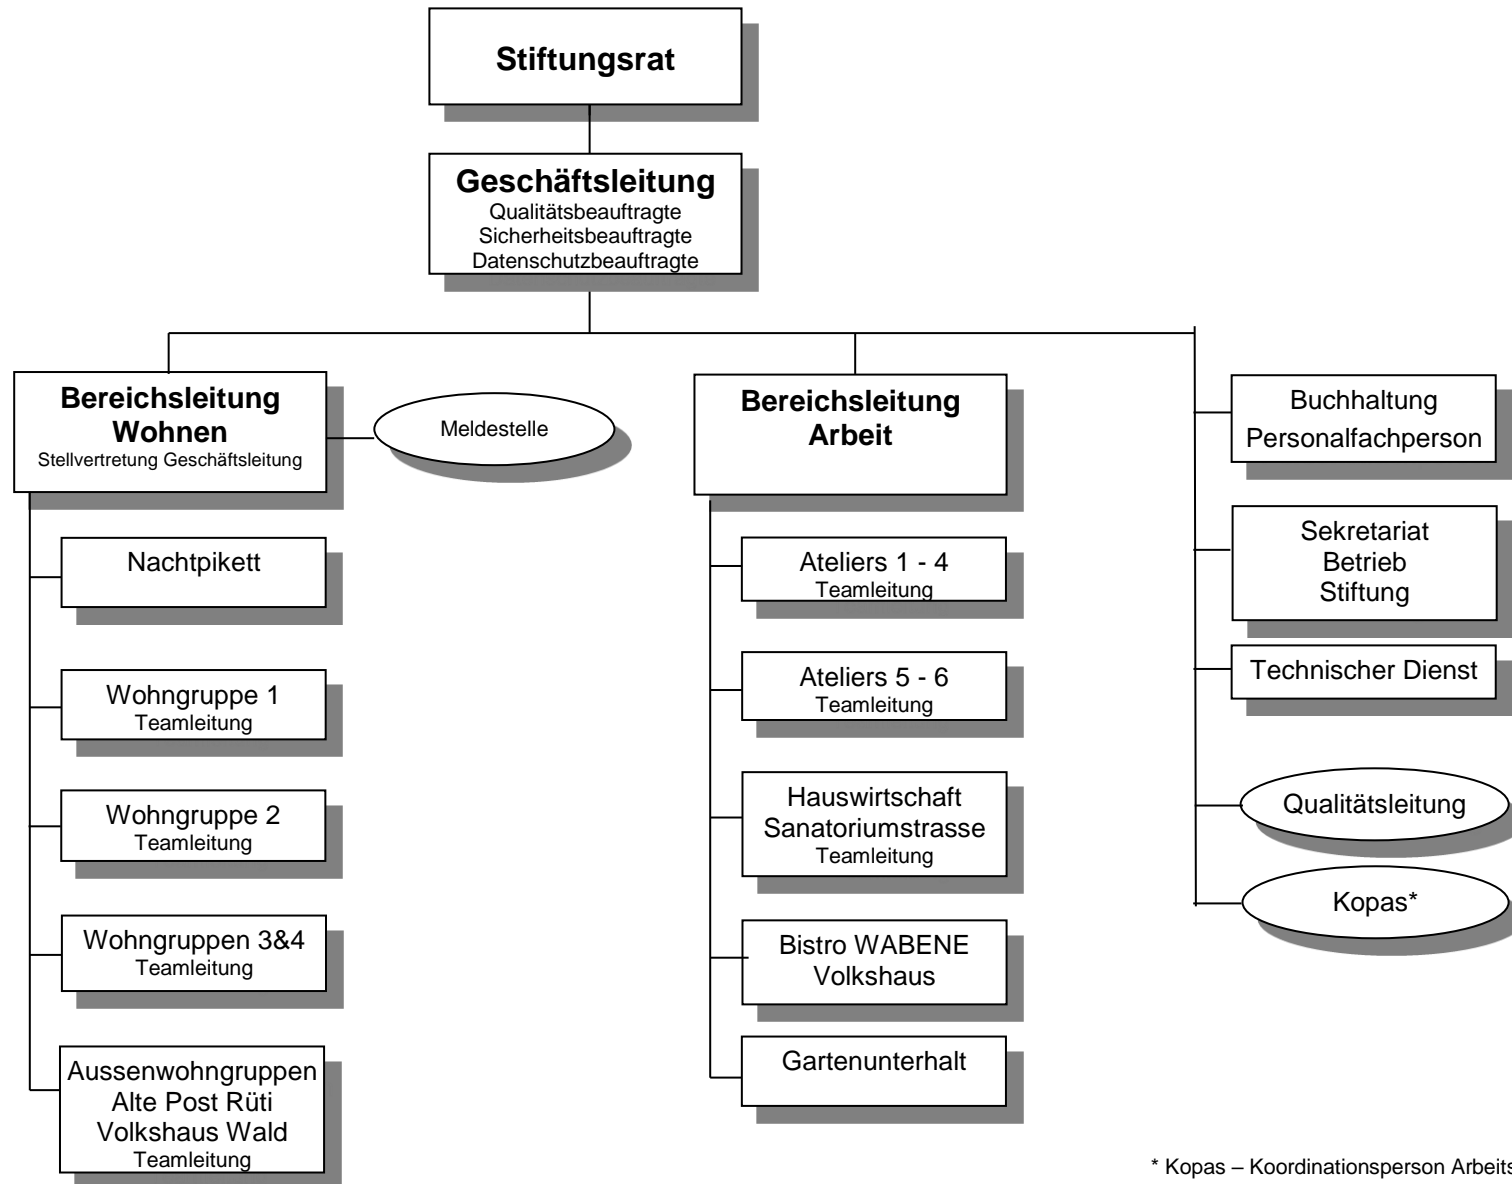 Stiftungsrat
Geschäftsleitung
Qualitätsbeauftragte
Sicherheitsbeauftragte
Datenschutzbeauftragte
Bereichsleitung
Wohnen
Stellvertretung Geschäftsleitung
Meldestelle
Nachtpikett
Wohngruppe 1
Teamleitung
Wohngruppe 2
Teamleitung
Wohngruppen 3&4
Teamleitung
Aussenwohngruppen
Alte Post Rüti
Volkshaus Wald
Teamleitung
Bereichsleitung
Arbeit
Ateliers 1 - 4
Teamleitung
Ateliers 5 - 6
Teamleitung
Hauswirtschaft
Sanatoriumstrasse
Teamleitung
Bistro WABENE
Volkshaus
Gartenunterhalt
Buchhaltung
Personalfachperson
Sekretariat
Betrieb
Stiftung
Technischer Dienst
Qualitätsleitung
Kopas*
* Kopas – Koordinationsperson Arbeits